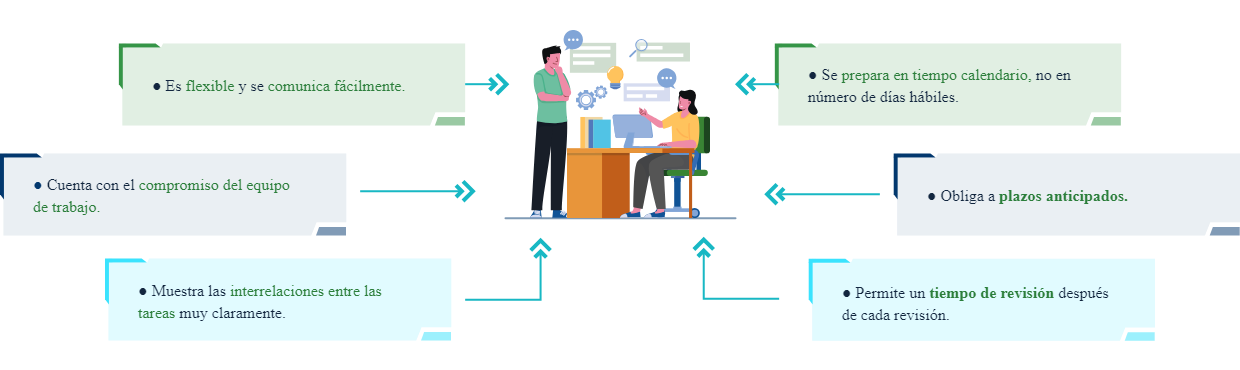 ● Es flexible y se comunica fácilmente.
● Cuenta con el compromiso del equipo
de trabajo.
● Muestra las interrelaciones entre las
tareas muy claramente.
● Se prepara en tiempo calendario, no en
número de días hábiles.
● Obliga a plazos anticipados.
● Permite un tiempo de revisión después
de cada revisión.